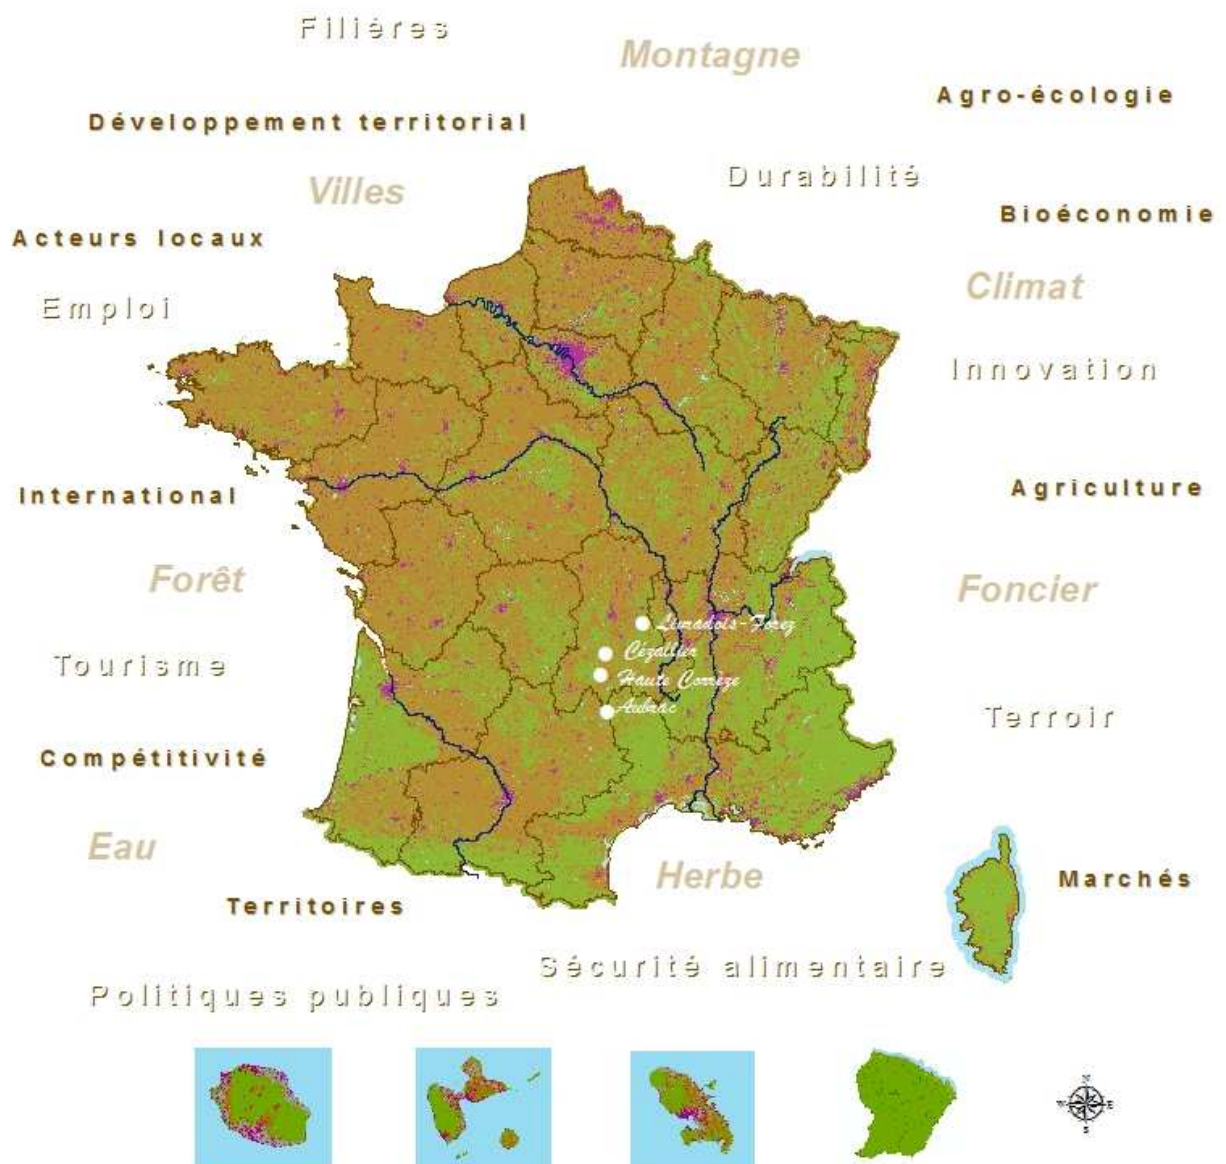 Filières
Montagne
Agro-écologie
Développement territorial
Durabilité
Villes
Bioéconomie
Acteurs locaux
Climat
Emploi
Innovation
International
Agriculture
Forêt
Foncier
Livradois-Forez
Cézallier
Tourisme
Haute Corrèze
Aubrac
Terroir
Compétitivité
Eau
Herbe
Marchés
Territoires
Sécurité alimentaire
Politiques publiques
N
E
S